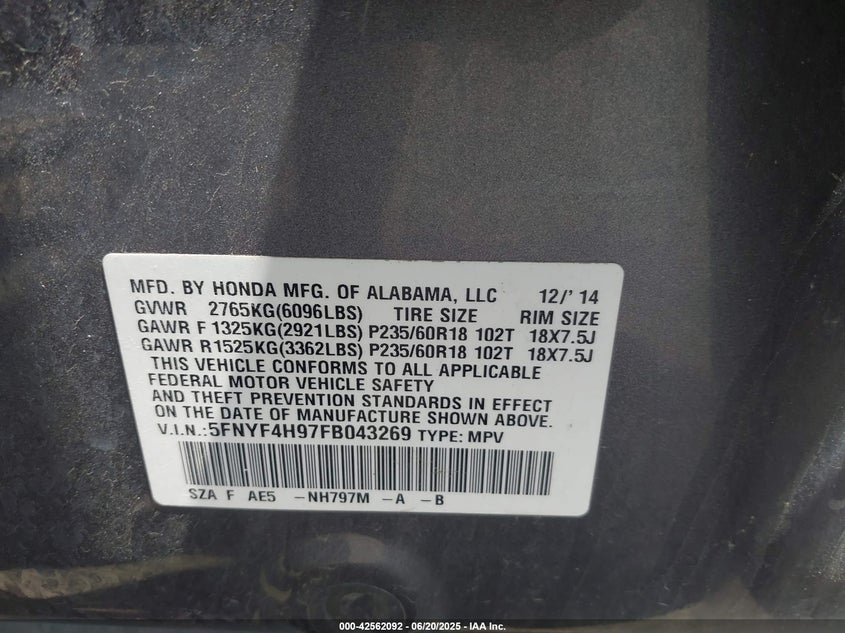 MFD. BY HONDA MFG. OF ALABAMA, LLC 12/'14
GVWR 2765KG(6096LBS) TIRE SIZE RIM SIZE
GAWR F 1325KG(2921LBS) P235/60R18 102T 18X7.5J
GAWR R1525KG(3362LBS) P235/60R18 102T 18X7.5J
THIS VEHICLE CONFORMS TO ALL APPLICABLE
FEDERAL MOTOR VEHICLE SAFETY
AND THEFT PREVENTION STANDARDS IN EFFECT
ON THE DATE OF MANUFACTURE SHOWN ABOVE.
V.I.N.:5FNYF4H97FB043269 TYPE: MPV
SZA F AE5 -NH797M -A -B
000-42562092 - 06/20/2025 - IAA Inc.